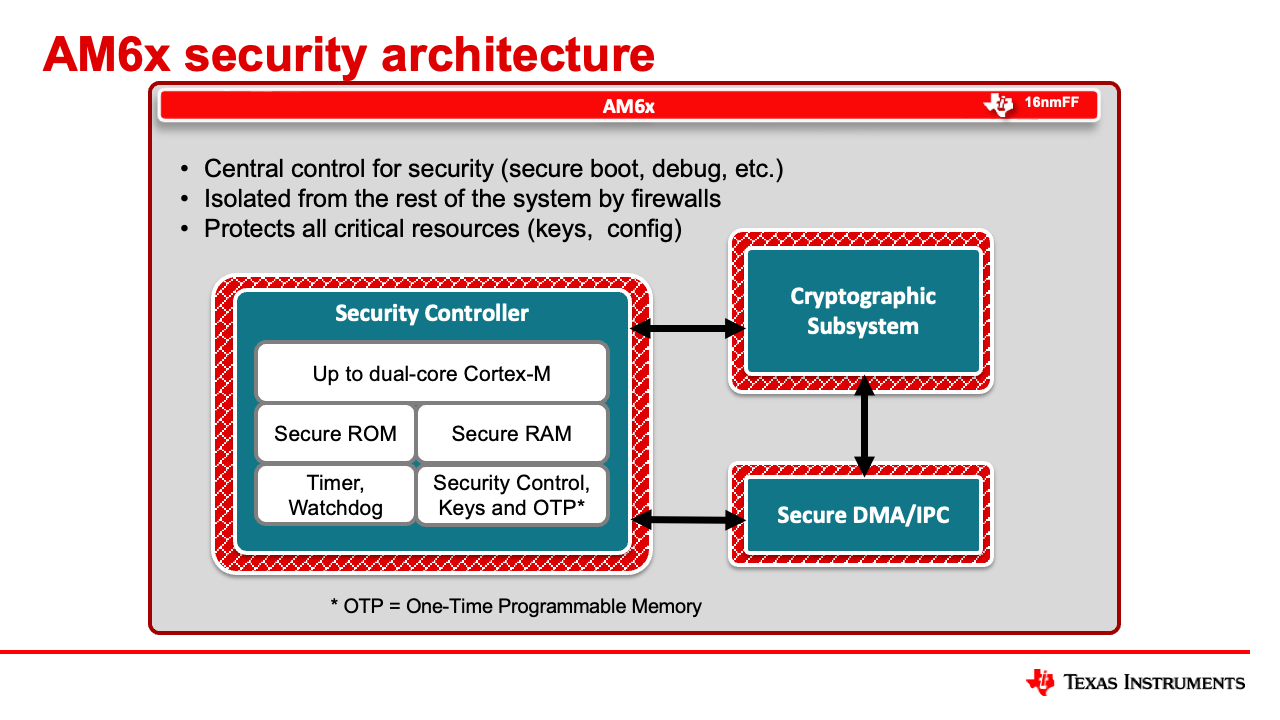 AM6x security architecture
AM6x
16nmFF
• Central control for security (secure boot, debug, etc.)
• Isolated from the rest of the system by firewalls
• Protects all critical resources (keys,  config)
Security Controller
Up to dual-core Cortex-M
Secure ROM
Secure RAM
Timer,
Watchdog
Security Control,
Keys and OTP*
Cryptographic
Subsystem
Secure DMA/IPC
* OTP = One-Time Programmable Memory
TEXAS INSTRUMENTS